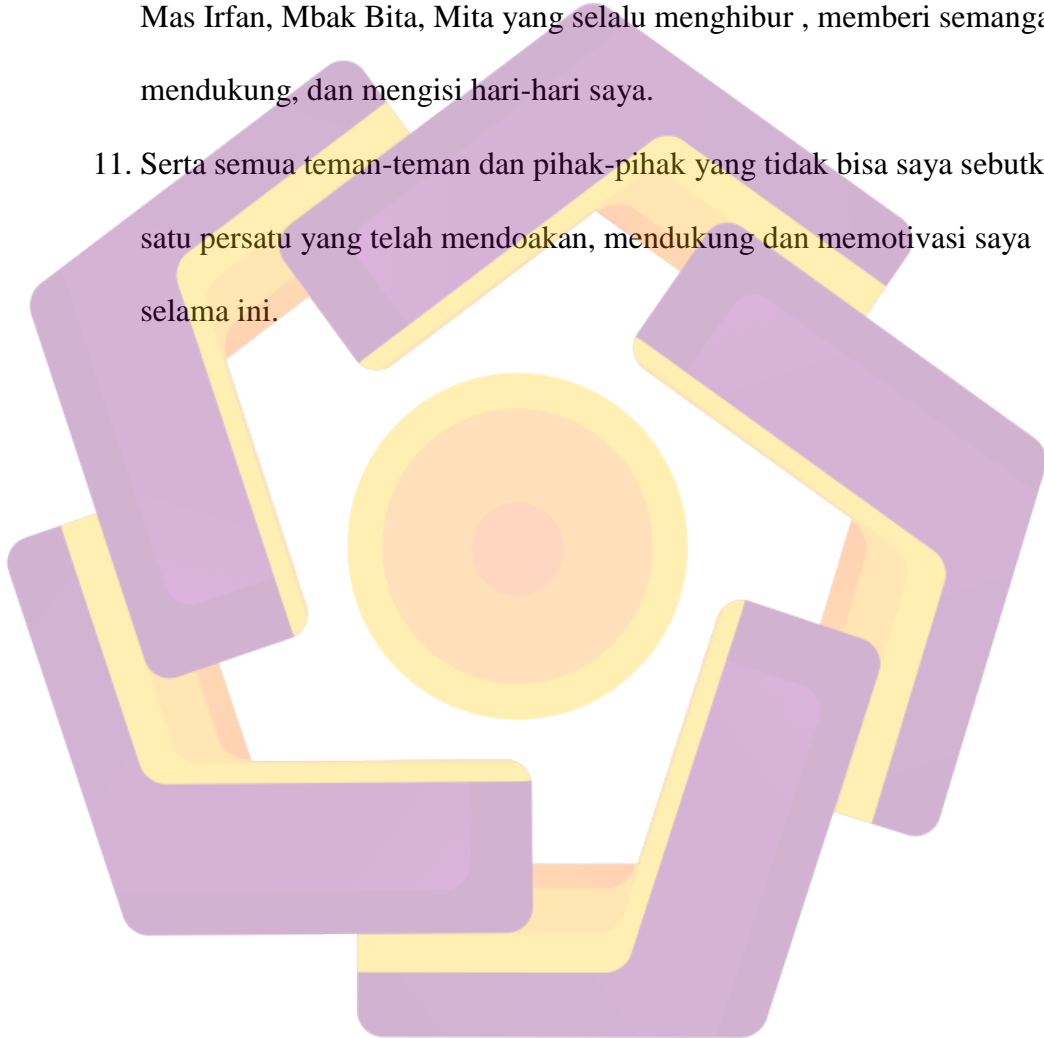 Mas Irfan, Mbak Bita, Mita yang selalu menghibur , memberi
mendukung, dan mengisi hari-hari saya.
11. Serta semua teman-teman dan pihak-pihak yang tidak bisa saya
satu persatu yang telah mendoakan, mendukung dan memotivasi saya
selama ini.